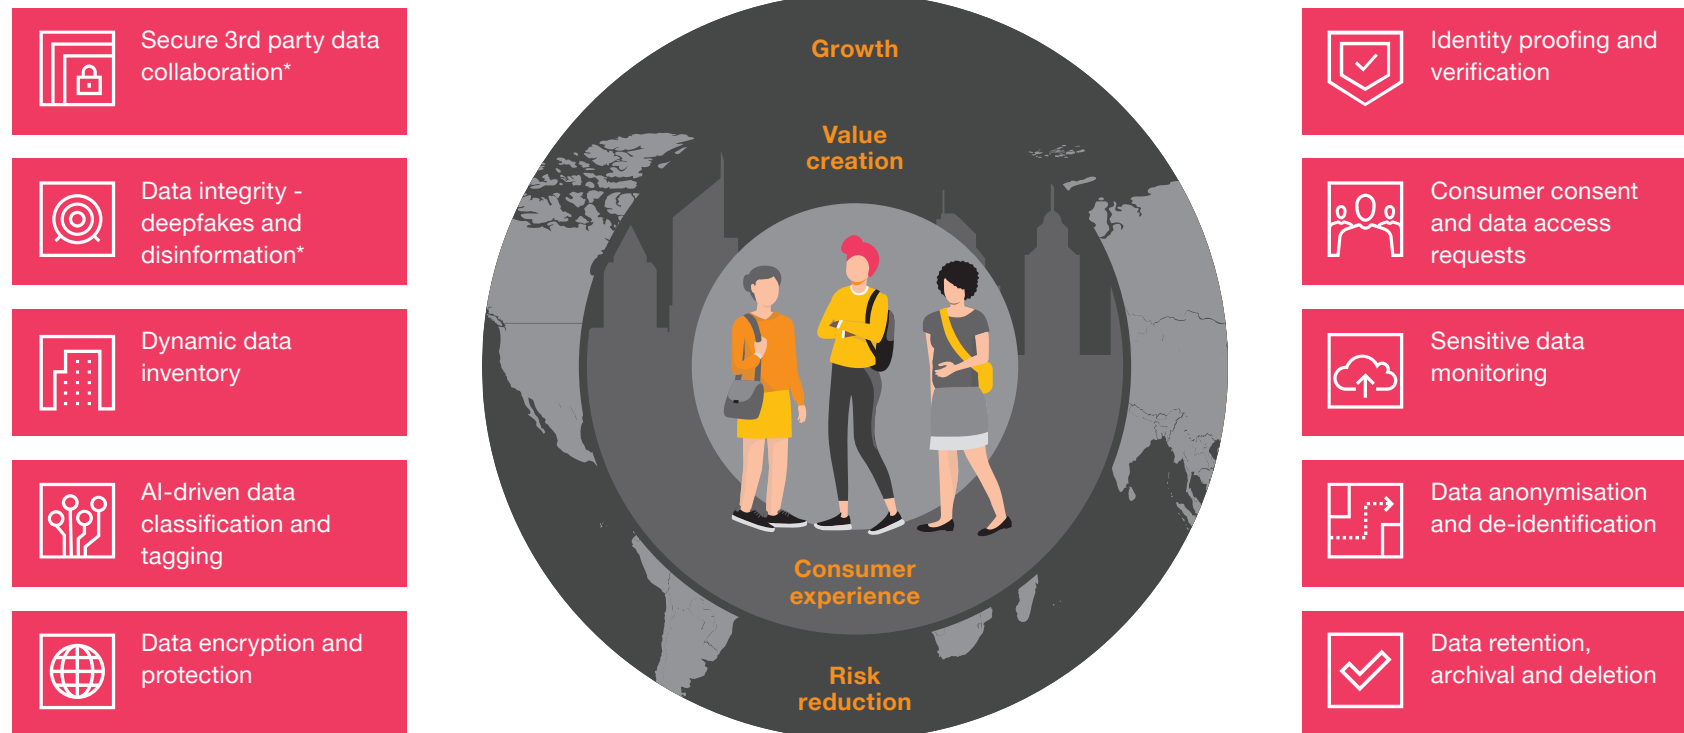 Secure 3rd party data
collaboration*
Data integrity -
deepfakes and
disinformation*
Dynamic data
inventory
AI-driven data
classification and
tagging
Data encryption and
protection
Growth
Value
creation
Consumer
experience
Risk
reduction
Identity proofing and
verification
Consumer consent
and data access
requests
Sensitive data
monitoring
Data anonymisation
and de-identification
Data retention,
archival and deletion